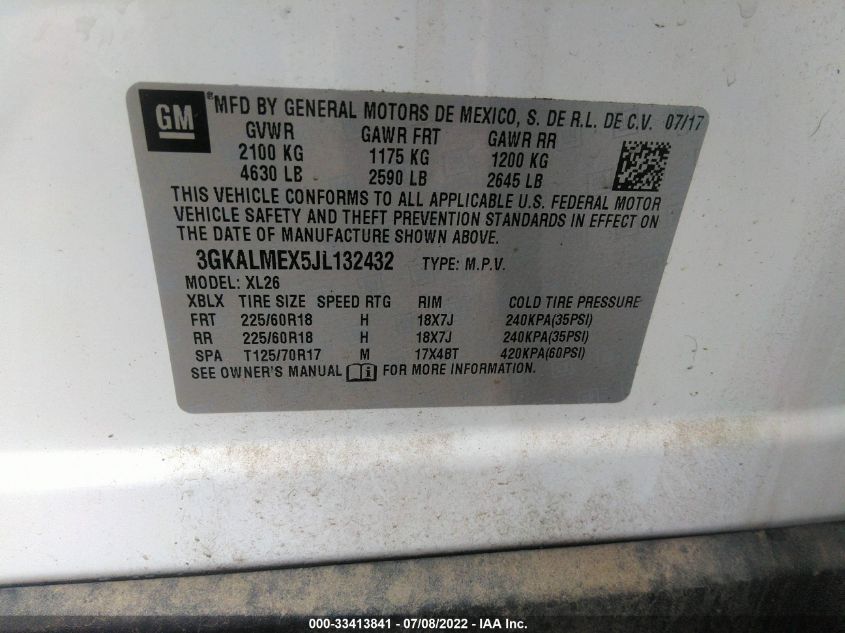 GM
®MFD BY GENERAL MOTORS DE MEXICO, S. DE R.L. DE C.V. 07/17
GVWR GAWR FRT GAWR RR
2100 KG 1175 KG 1200 KG
4630 LB 2590 LB 2645 LB
THIS VEHICLE CONFORMS TO ALL APPLICABLE U.S. FEDERAL MOTOR
VEHICLE SAFETY AND THEFT PREVENTION STANDARDS IN EFFECT ON
THE DATE OF MANUFACTURE SHOWN ABOVE.
3GKALMEX5JL132432 TYPE: M.P.V.
MODEL: XL26
XBLX TIRE SIZE SPEED RTG RIM COLD TIRE PRESSURE
FRT 225/60R18 H 18X7J 240KPA(35PSI)
RR 225/60R18 H 18X7J 240KPA(35PSI)
SPA T125/70R17 M 17X4BT 420KPA(60PSI)
SEE OWNER'S MANUAL FOR MORE INFORMATION.
000-33413841 - 07/08/2022 - IAA Inc.